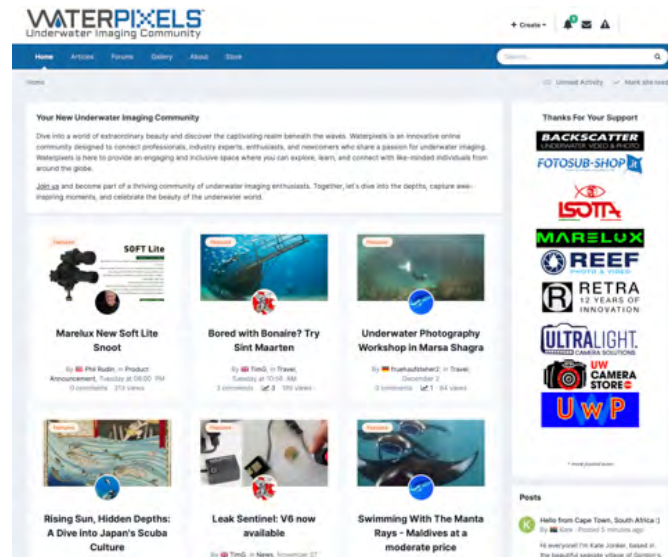 WATERPIXELS
Underwater Imaging Community
+ Create
Home Articles Forums Gallery About Store
Search...
Home
Unread Activity Mark site read
Your New Underwater Imaging Community
Dive into a world of extraordinary beauty and discover the captivating realm beneath the waves. Waterpixels is an innovative online
community designed to connect professionals, industry experts, enthusiasts, and newcomers who share a passion for underwater imaging.
Waterpixels is here to provide an engaging and inclusive space where you can explore, learn, and connect with like-minded individuals from
around the globe.
Join us and become part of a thriving community of underwater imaging enthusiasts. Together, let's dive into the depths, capture awe-
inspiring moments, and celebrate the beauty of the underwater world.
Featured
SOFT Lite
Marelux New Soft Lite
Snoot
By Phil Rudin, in Product
Announcement, Tuesday at 06:00 PM
0 comments 213 views
Featured
Bored with Bonaire? Try
Sint Maarten
By TimG, in Travel,
Tuesday at 10:56 AM
3 comments 3 199 views
Featured
Underwater Photography
Workshop in Marsa Shagra
By fruehaufsteher2, in Travel,
December 2
0 comments 1 84 views
Featured
Rising Sun, Hidden Depths:
A Dive into Japan's Scuba
Culture
Featured
Leak Sentinel: V6 now
available
By TimG, in News, November 27
Featured
Swimming With The Manta
Rays - Maldives at a
moderate price
Thanks For Your Support
BACKSCATTER
UNDERWATER VIDEO & PHOTO
FOTOSUB-SHOP.it
ISOTTA
MARELUX
REEF
PHOTO & VIDEO
R RETRA
12 YEARS OF
INNOVATION
ULTRALIGHT.
CAMERA SOLUTIONS
UW
CAMERA
STORE
UwP
Posts
K
Hello from Cape Town, South Africa :)
By Kate · Posted 5 minutes ago
Hi everyone! I'm Kate Jonker, based in
the beautiful seaside village of Gordon's